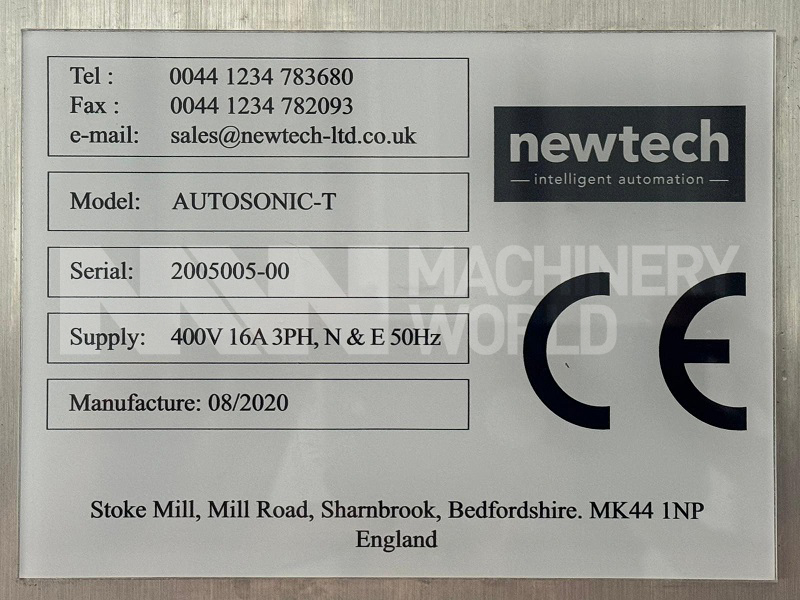 Tel : 0044 1234 783680
Fax : 0044 1234 782093
e-mail: sales@newtech-ltd.co.uk
newtech
intelligent automation
Model: AUTOSONIC-T
Serial: 2005005-00
Supply: 400V 16A 3PH, N & E 50Hz
Manufacture: 08/2020
CE
MW MACHINERY
WORLD
Stoke Mill, Mill Road, Sharnbrook, Bedfordshire. MK44 1NP
England